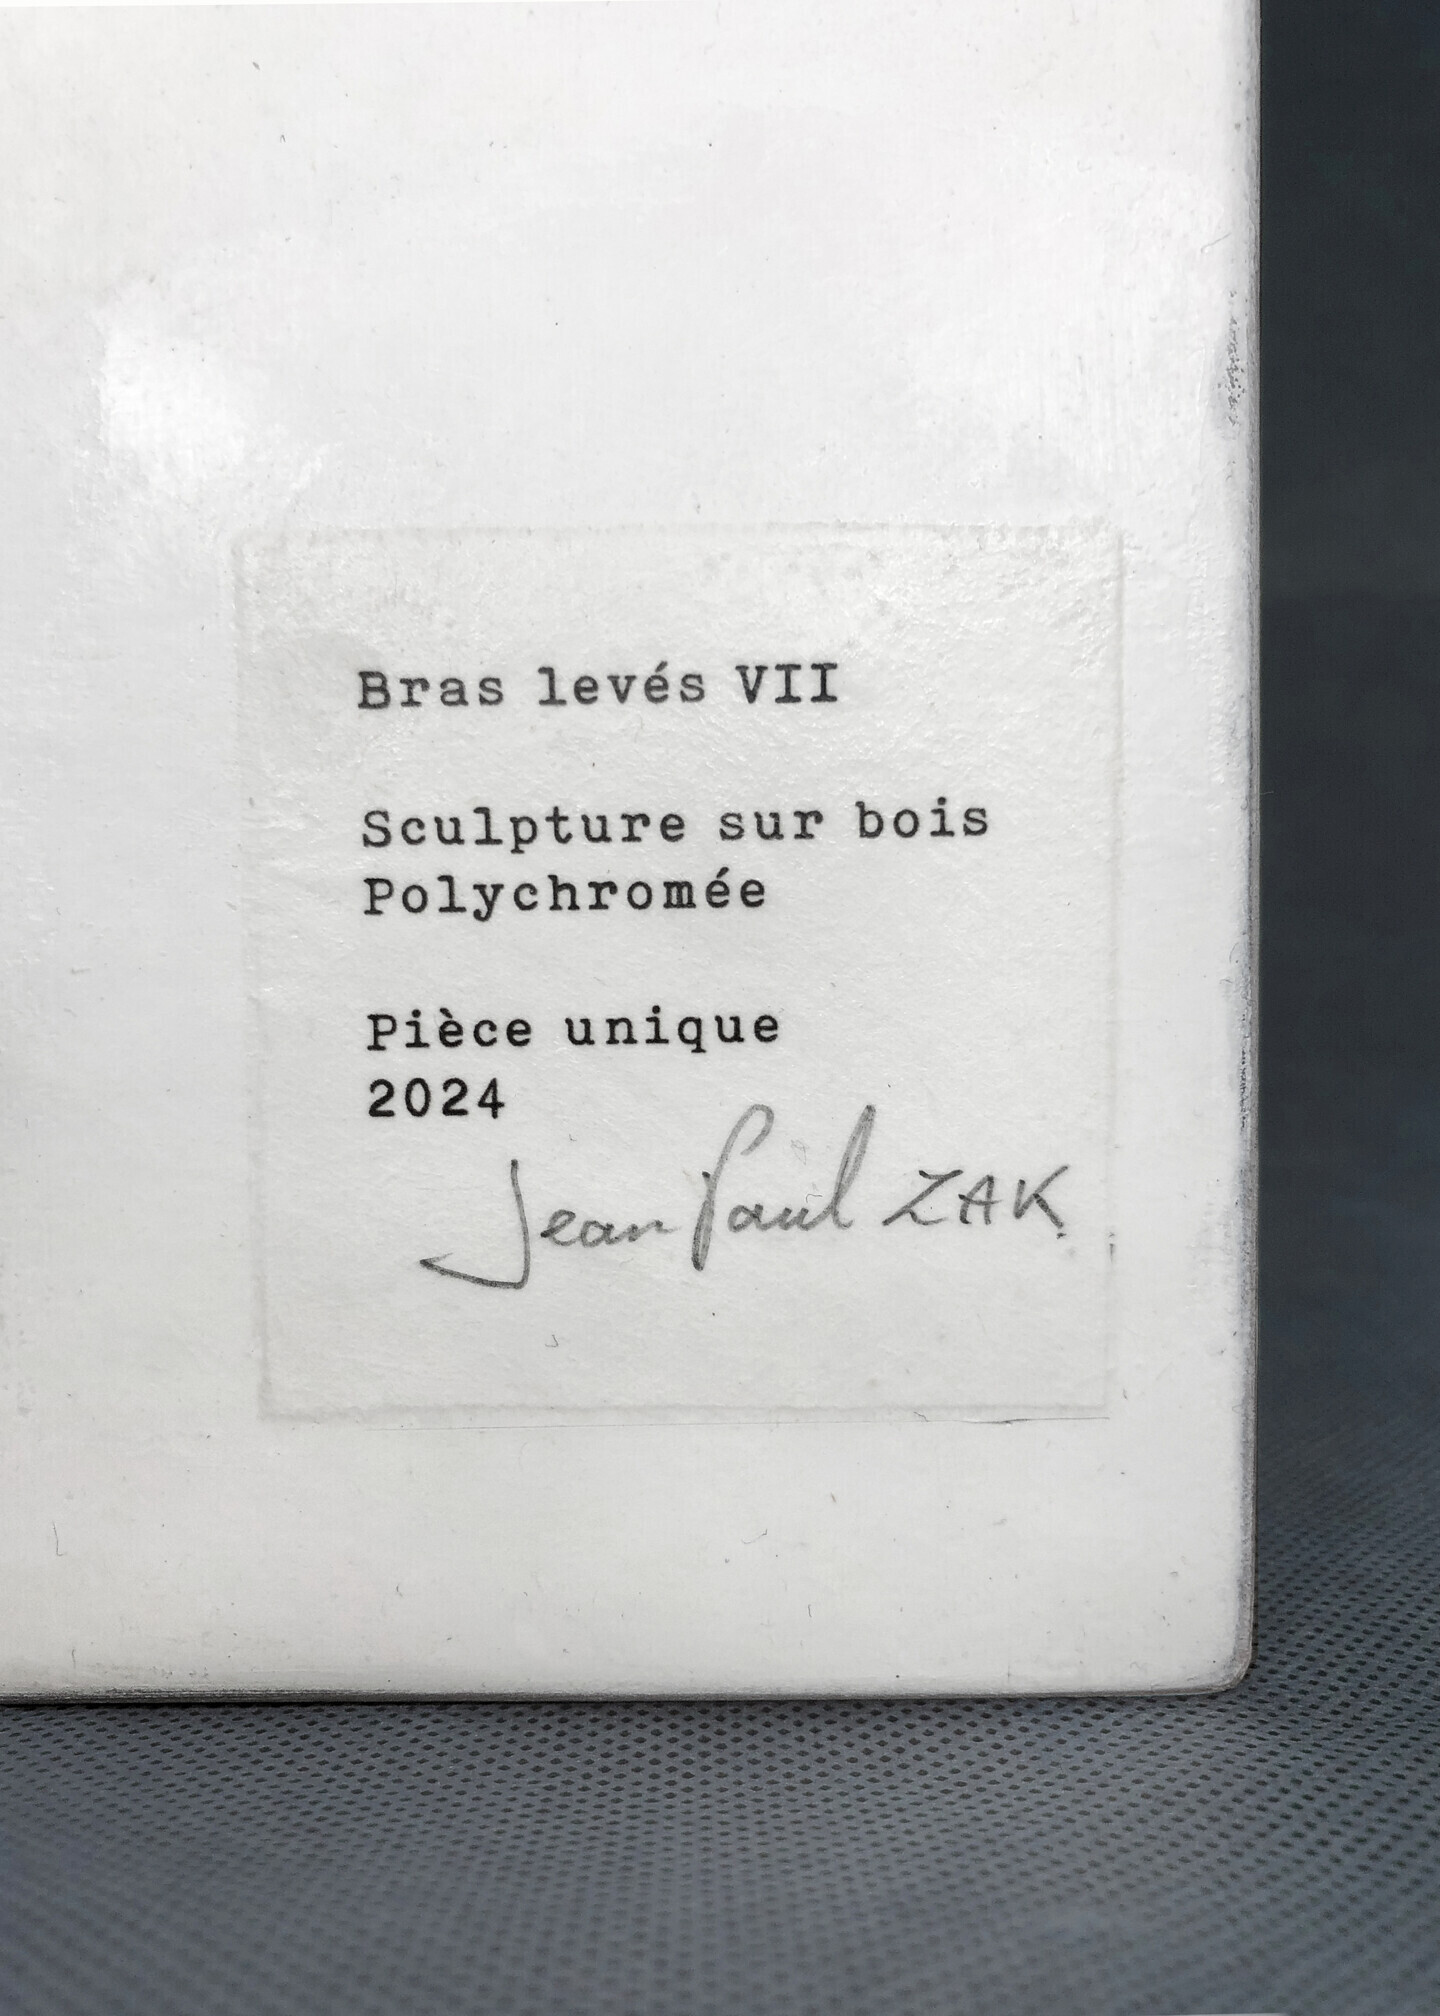 Bras levés VII
Sculpture sur bois
Polychromée
Pièce unique
2024
Jean Paul ZAK